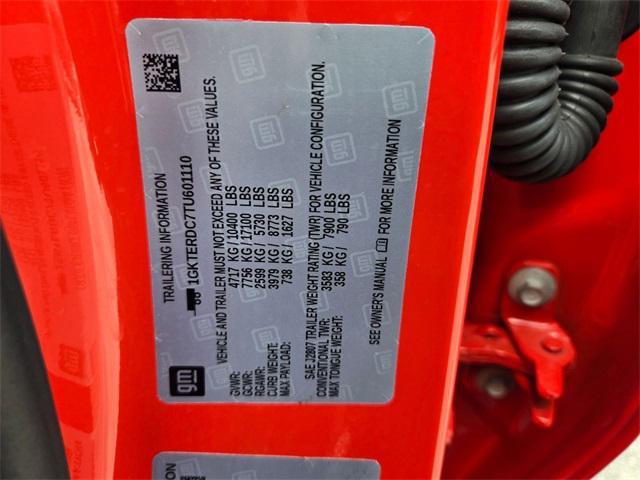 TRAILERING INFORMATION
1GKTERDC7TU601110
VEHICLE AND TRAILER MUST NOT EXCEED ANY OF THESE VALUES.
GVWR: 4717 KG / 10400 LBS
GCWR: 7756 KG / 17100 LBS
RGAWR: 2599 KG / 5730 LBS
CURB WEIGHT: 3979 KG / 8773 LBS
MAX PAYLOAD: 738 KG / 1627 LBS
SAE J2807 TRAILER WEIGHT RATING (TWR) FOR VEHICLE CONFIGURATION.
CONVENTIONAL TWR: 3583 KG / 7900 LBS
MAX TONGUE WEIGHT: 358 KG / 790 LBS
SEE OWNER'S MANUAL FOR MORE INFORMATION
gm